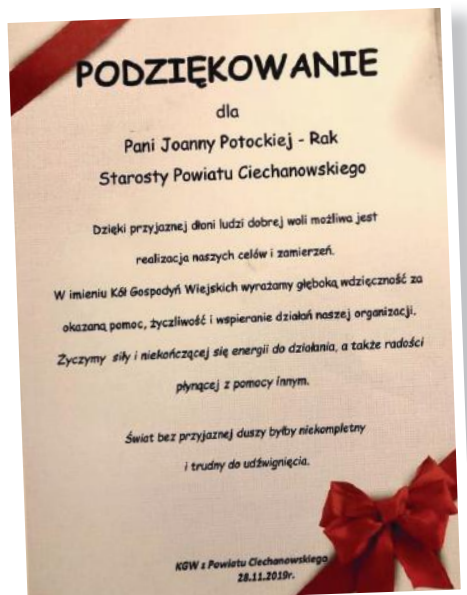 PODZIĘKOWANIE
dla
Pani Joanny Potockiej - Rak
Starosty Powiatu Ciechanowskiego
Dzięki przyjaznej dłoni ludzi dobrej woli możliwa jest
realizacja naszych celów i zamierzeń.
W imieniu Kół Gospodyń Wiejskich wyrażamy głęboką wdzięczność za
okazaną pomoc, życzliwość i wspieranie działań naszej organizacji.
Życzymy siły i niekończącej się energii do działania, a także radości
płynącej z pomocy innym.
Świat bez przyjaznej duszy byłby niekompletny
i trudny do udźwignięcia.
KGW z Powiatu Ciechanowskiego
28.11.2019r.